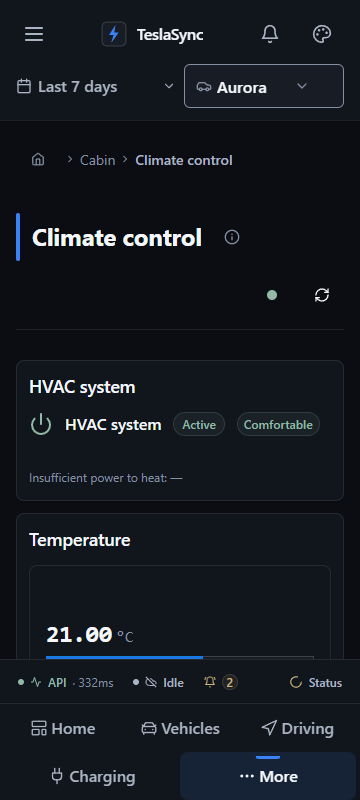 TeslaSync
Last 7 days
Aurora
Cabin
Climate control
Climate control
HVAC system
HVAC system
Active
Comfortable
Insufficient power to heat: —
Temperature
21.00 °C
API · 332ms
Idle
2
Status
Home
Vehicles
Driving
Charging
More